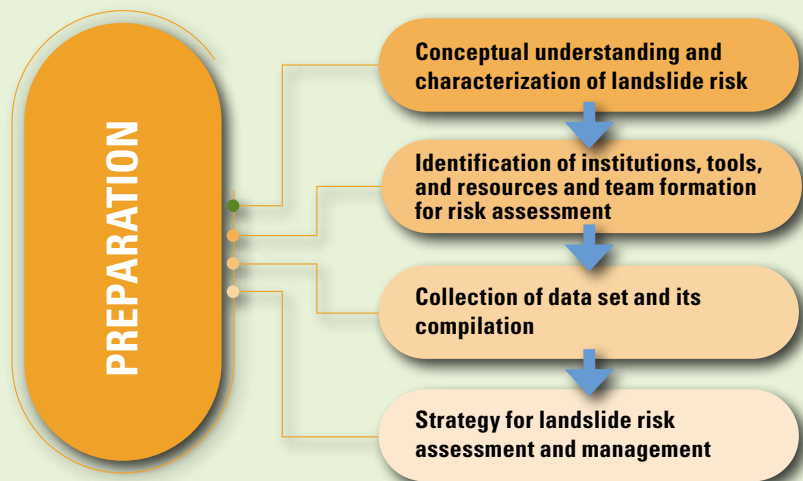 PREPARATION
Conceptual understanding and
characterization of landslide risk
Identification of institutions, tools,
and resources and team formation
for risk assessment
Collection of data set and its
compilation
Strategy for landslide risk
assessment and management